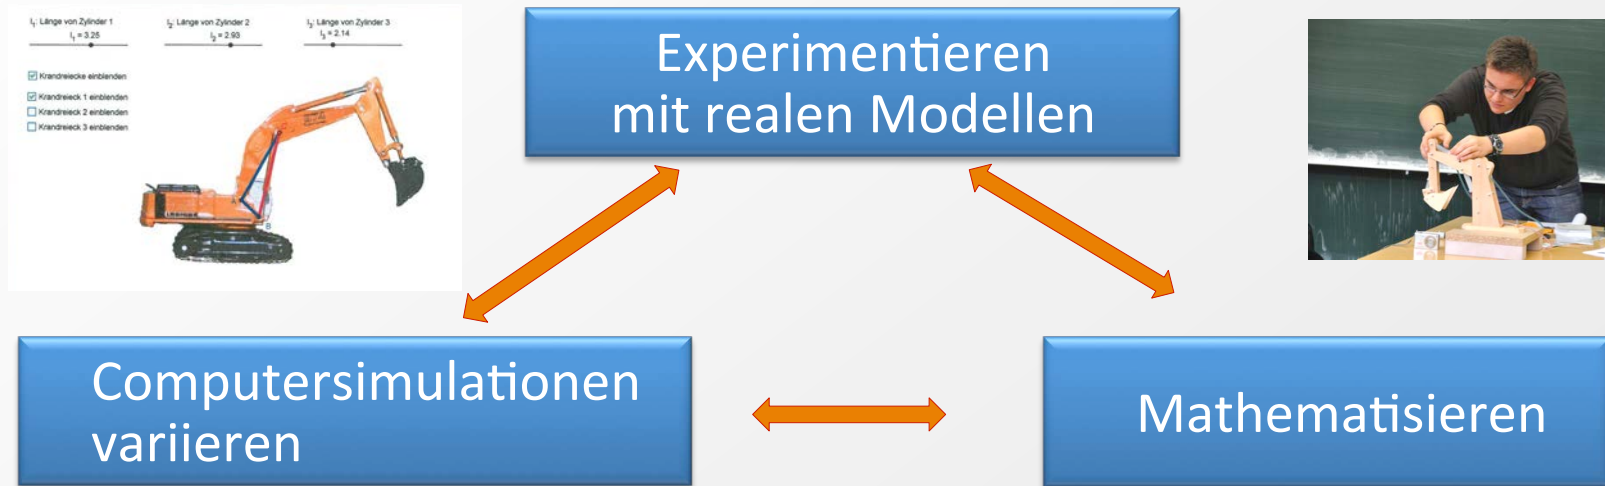 l₁: Länge von Zylinder 1
l₁ = 3.25
l₂: Länge von Zylinder 2
l₂ = 2.93
l₃: Länge von Zylinder 3
l₃ = 2.14
Krandreiecke einblenden
Krandreieck 1 einblenden
Krandreieck 2 einblenden
Krandreieck 3 einblenden
B
Experimentieren
mit realen Modellen
Computersimulationen
variieren
Mathematisieren